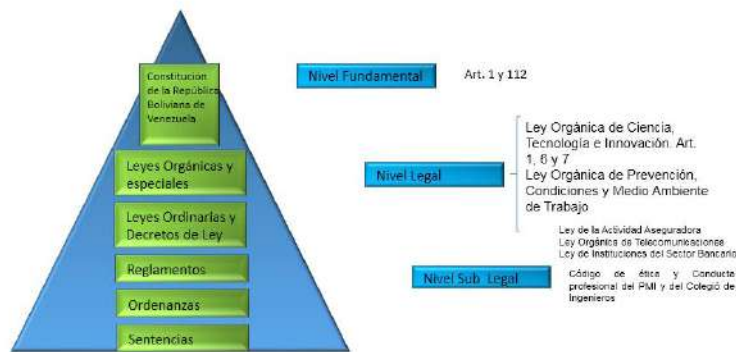 Constitución
de la República
Boliviana de
Venezuela
Nivel Fundamental
Art. 1 y 112
Leyes Orgánicas y
especiales
Leyes Ordinarias y
Decretos de Ley
Reglamentos
Ordenanzas
Sentencias
Nivel Legal
Ley Orgánica de Ciencia,
Tecnología e Innovación. Art.
1, 6 y 7
Ley Orgánica de Prevención,
Condiciones y Medio Ambiente
de Trabajo
Ley de la Actividad Aseguradora
Ley Orgánica de Telecomunicaciones
Ley de Instituciones del Sector Bancario
Nivel Sub Legal
Código de ética y Conducta
profesional del PMI y del Colegió de
Ingenieros